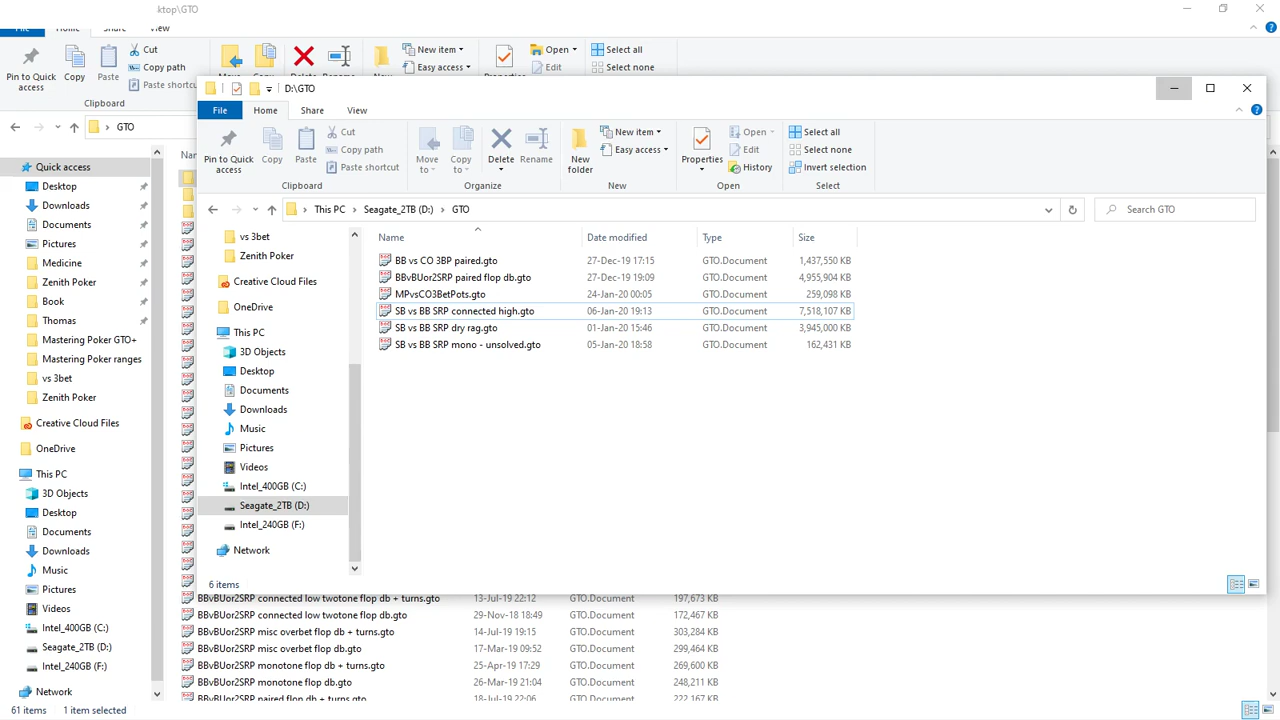 ktop\GTO
File Home Share View
Pin to Quick access
Copy
Paste
Cut
Copy path
Paste shortcu
Clipboard
New item
Easy access
Open
Edit
Select all
Select none
GTO
Quick access
Desktop
Downloads
Documents
Pictures
Medicine
Zenith Poker
Book
Thomas
Mastering Poker GTO+
Mastering Poker ranges
vs 3bet
Zenith Poker
Creative Cloud Files
OneDrive
This PC
3D Objects
Desktop
Documents
Downloads
Music
Pictures
Videos
Intel_400GB (C:)
Seagate_2TB (D:)
Intel_240GB (F:)
Network
61 items 1 item selected
D:\GTO
File Home Share View
Pin to Quick access
Copy
Paste
Cut
Copy path
Paste shortcut
Clipboard
Move to
Copy to
Delete
Rename
Organize
New folder
New item
Easy access
New
Properties
Open
Edit
History
Open
Select all
Select none
Invert selection
Select
This PC Seagate_2TB (D:) GTO
Search GTO
vs 3bet
Zenith Poker
Creative Cloud Files
OneDrive
This PC
3D Objects
Desktop
Documents
Downloads
Music
Pictures
Videos
Intel_400GB (C:)
Seagate_2TB (D:)
Intel_240GB (F:)
Network
Name Date modified Type Size
BB vs CO 3BP paired.gto 27-Dec-19 17:15 GTO.Document 1,437,550 KB
BBvBUor2SRP paired flop db.gto 27-Dec-19 19:09 GTO.Document 4,955,904 KB
MPvsCO3BetPots.gto 24-Jan-20 00:05 GTO.Document 259,098 KB
SB vs BB SRP connected high.gto 06-Jan-20 19:13 GTO.Document 7,518,107 KB
SB vs BB SRP dry rag.gto 01-Jan-20 15:46 GTO.Document 3,945,000 KB
SB vs BB SRP mono - unsolved.gto 05-Jan-20 18:58 GTO.Document 162,431 KB
6 items
BBvBUor2SRP connected low twotone flop db + turns.gto 13-Jul-19 22:12 GTO.Document 197,673 KB
BBvBUor2SRP connected low twotone flop db.gto 29-Nov-18 18:49 GTO.Document 172,467 KB
BBvBUor2SRP misc overbet flop db + turns.gto 14-Jul-19 19:15 GTO.Document 303,284 KB
BBvBUor2SRP misc overbet flop db.gto 17-Mar-19 09:52 GTO.Document 299,464 KB
BBvBUor2SRP monotone flop db + turns.gto 25-Apr-19 17:29 GTO.Document 269,600 KB
BBvBUor2SRP monotone flop db.gto 26-Mar-19 21:04 GTO.Document 248,211 KB
BBvBUor2SRP paired flop db + turns.gto 18-Jul-19 22:06 GTO.Document 222,167 KB